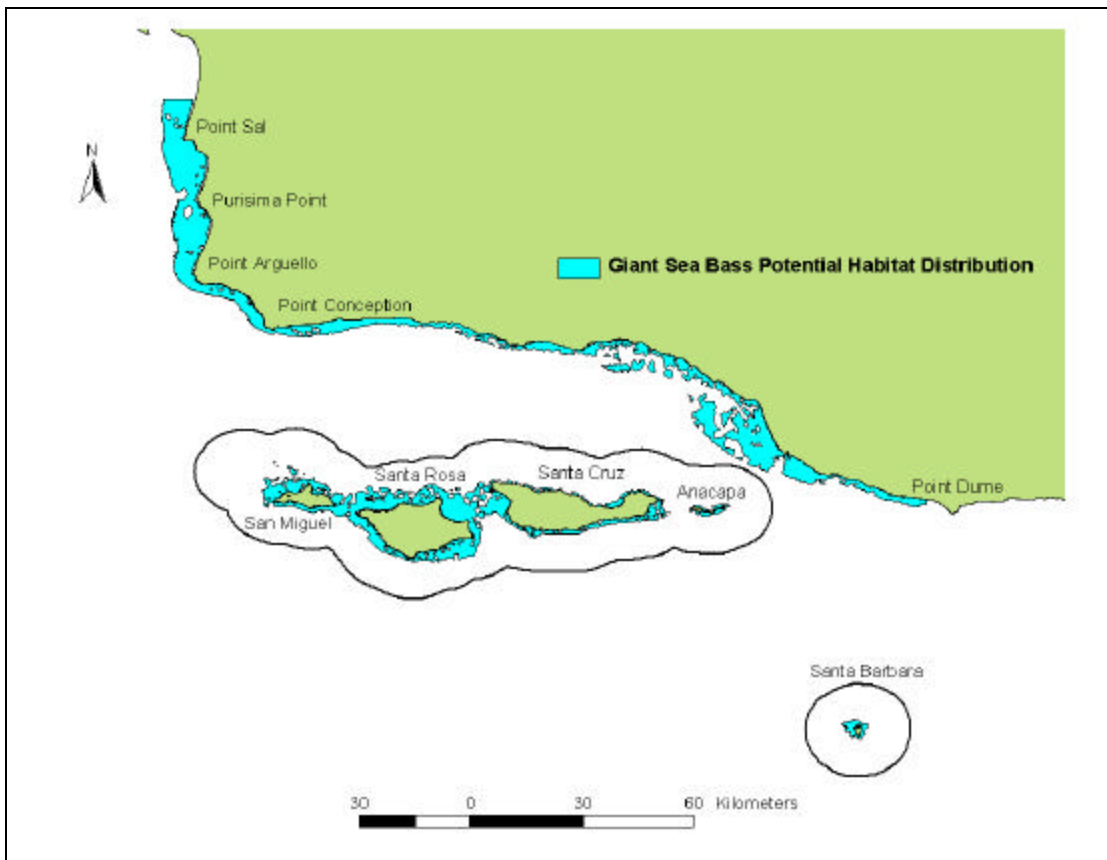 Point Sal
N
Purisima Point
Point Arguello
Giant Sea Bass Potential Habitat Distribution
Point Conception
Santa Rosa
Santa Cruz
Anacapa
Point Dume
San Miguel
Santa Barbara
30 0 30 60 Kilometers